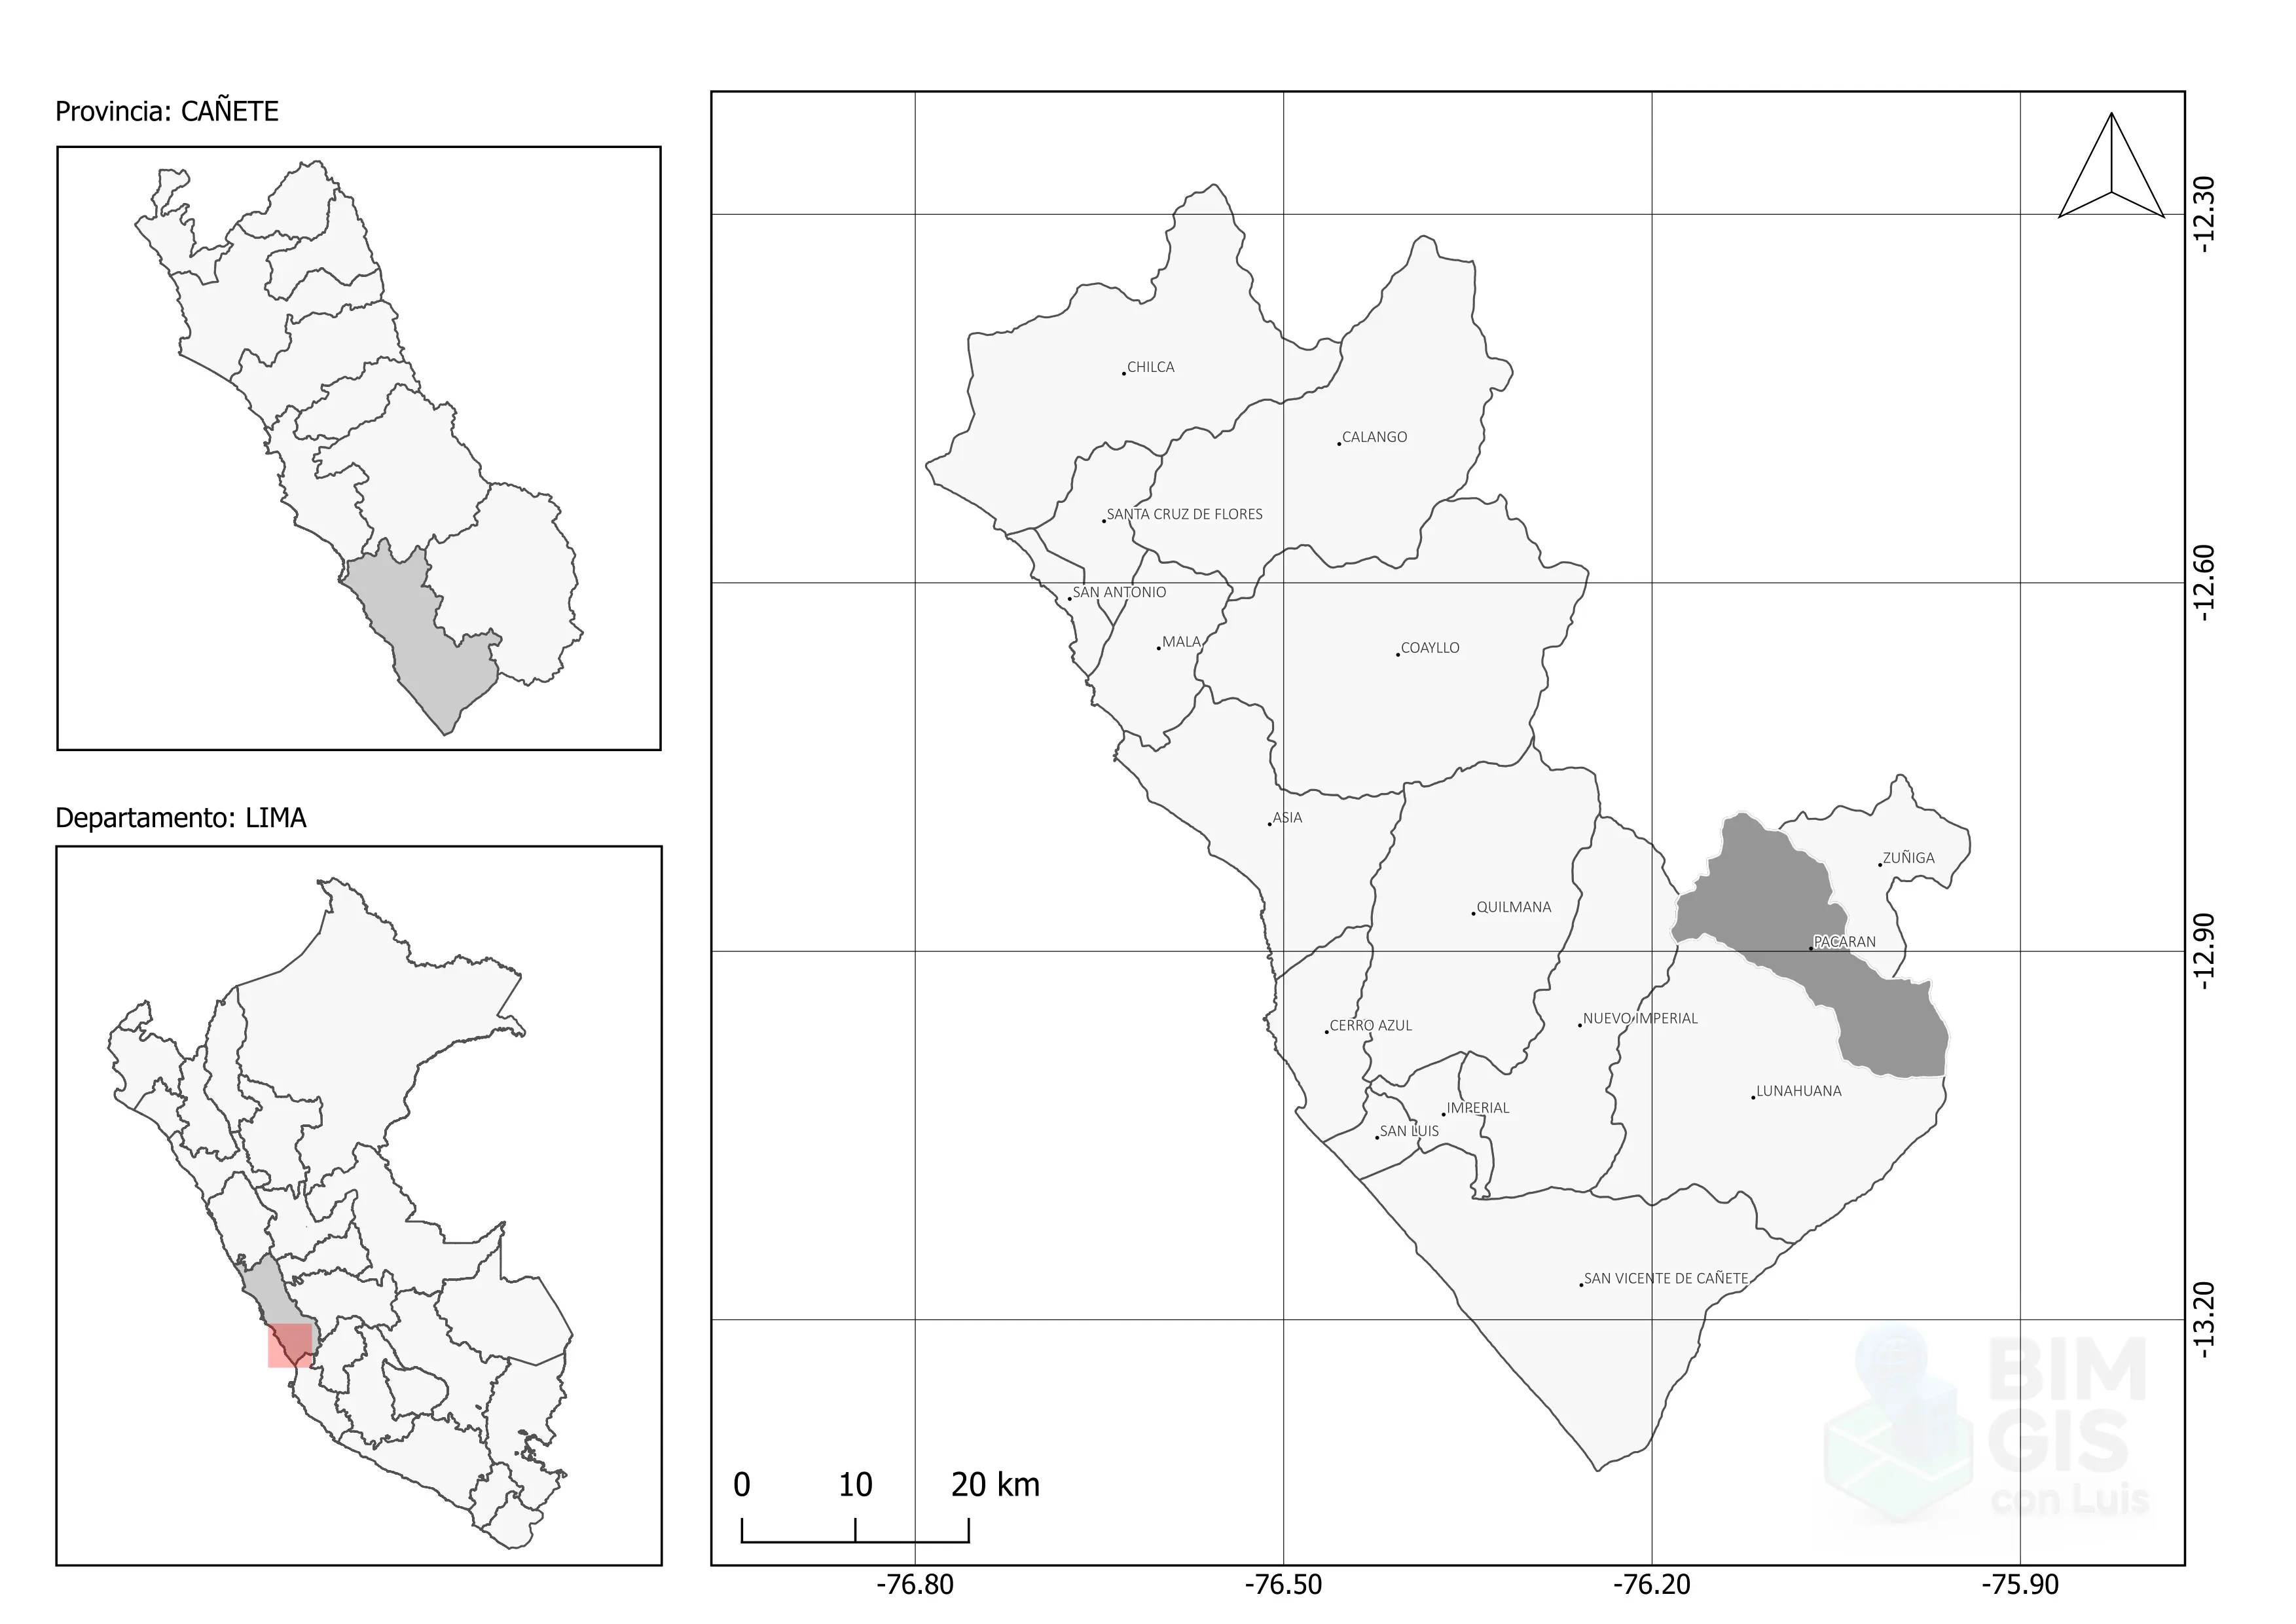 Provincia: CAÑETE
Departamento: LIMA
CHILCA
CALANGO
SANTA CRUZ DE FLORES
SAN ANTONIO
MALA
COAYLLO
ASIA
ZUÑIGA
QUILMANA
PACARAN
CERRO AZUL
NUEVO IMPERIAL
LUNAHUANA
IMPERIAL
SAN LUIS
SAN VICENTE DE CAÑETE
-12.30
-12.60
-12.90
-13.20
BIM
GIS
con Luis
0 10 20 km
-76.80 -76.50 -76.20 -75.90